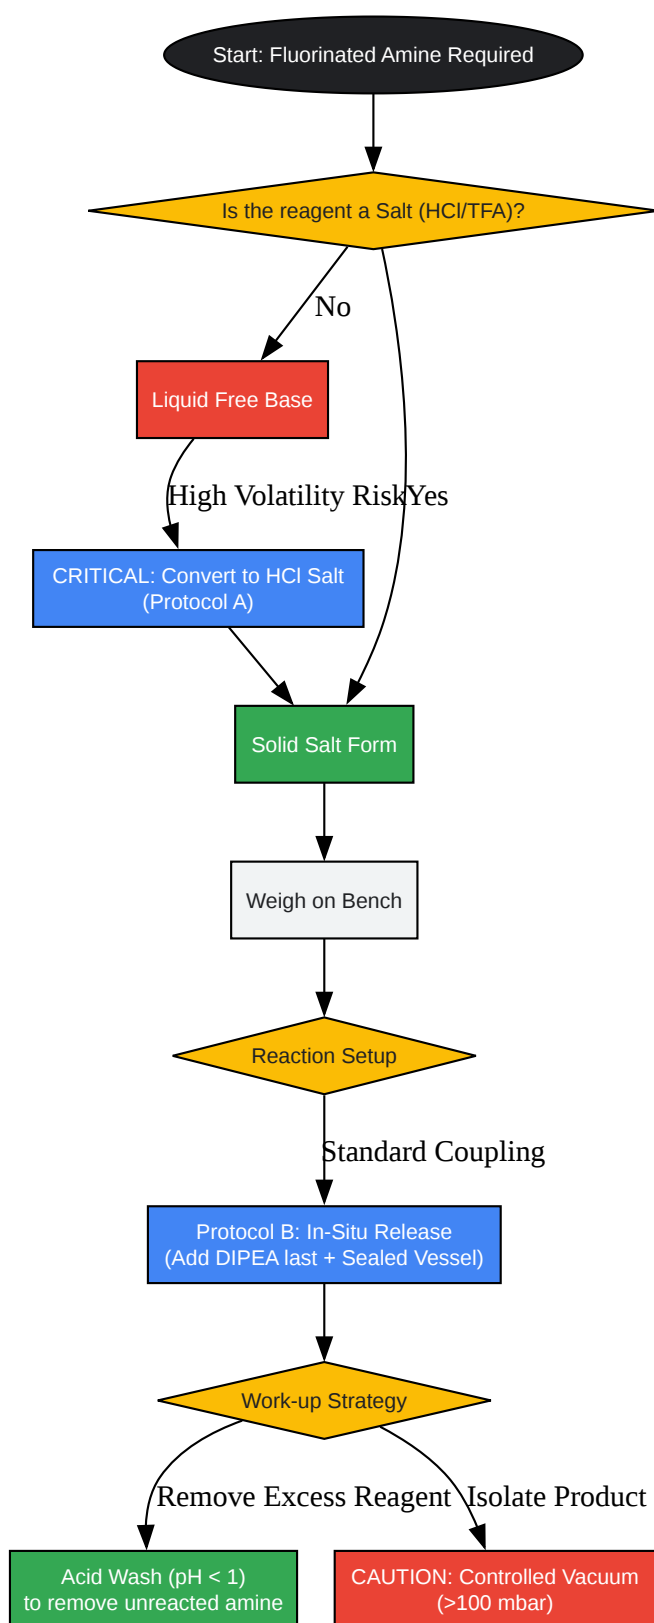 Start: Fluorinated Amine Required
Is the reagent a Salt (HCl/TFA)?
No
Liquid Free Base
High Volatility Risk
Yes
CRITICAL: Convert to HCl Salt
(Protocol A)
Solid Salt Form
Weigh on Bench
Reaction Setup
Standard Coupling
Protocol B: In-Situ Release
(Add DIPEA last + Sealed Vessel)
Work-up Strategy
Remove Excess Reagent
Isolate Product
Acid Wash (pH < 1)
to remove unreacted amine
CAUTION: Controlled Vacuum
(>100 mbar)